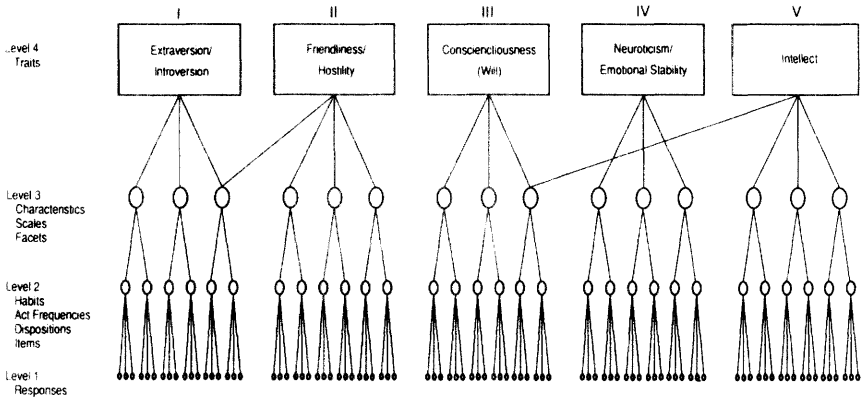 I II III IV V
Level 4
Traits
Extraversion/
Introversion
Friendliness/
Hostility
Consciencliousness
(Will)
Neuroticism/
Emotional Stability
Intellect
Level 3
Characteristics
Scales
Facets
Level 2
Habits
Act Frequencies
Dispositions
Items
Level 1
Responses